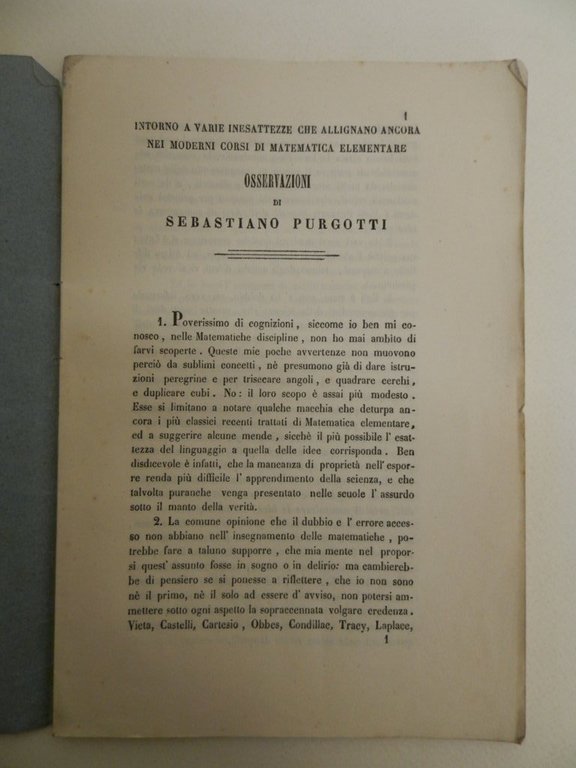 1
INTORNO A VARIE INESATTEZZE CHE ALLIGNANO ANCORA
NEI MODERNI CORSI DI MATEMATICA ELEMENTARE
OSSERVAZIONI
DI
SEBASTIANO PURGOTTI
1. Poverissimo di cognizioni, siccome io ben mi co-
nosco, nelle Matematiche discipline, non ho mai ambito di
farvi scoperte. Queste mie poche avvertenze non muovono
perciò da sublimi concetti, nè presumono già di dare istru-
zioni peregrine e per trisecare angoli, e quadrare cerchi,
e duplicare cubi. No: il loro scopo è assai più modesto.
Esse si limitano a notare qualche macchia che deturpa an-
cora i più classici recenti trattati di Matematica elementare,
ed a suggerire alcune mende, sicchè il più possibile l' esat-
tezza del linguaggio a quella delle idee corrisponda. Ben
disdicevole è infatti, che la mancanza di proprietà nell' espor-
re renda più difficile l' apprendimento della scienza, e che
talvolta puranche venga presentato nelle scuole l' assurdo
sotto il manto della verità.
2. La comune opinione che il dubbio e l' errore acces-
so non abbiano nell' insegnamento delle matematiche, po-
trebbe fare a taluno supporre, che mia mente nel propor-
si quest' assunto fosse in sogno o in delirio: ma cambiereb-
be di pensiero se si ponesse a riflettere, che io non sono
nè il primo, nè il solo ad essere d' avviso, non potersi am-
mettere sotto ogni aspetto la sopraccennata volgare credenza.
Vieta, Castelli, Cartesio, Obbes, Condillac, Tracy, Laplace,
1